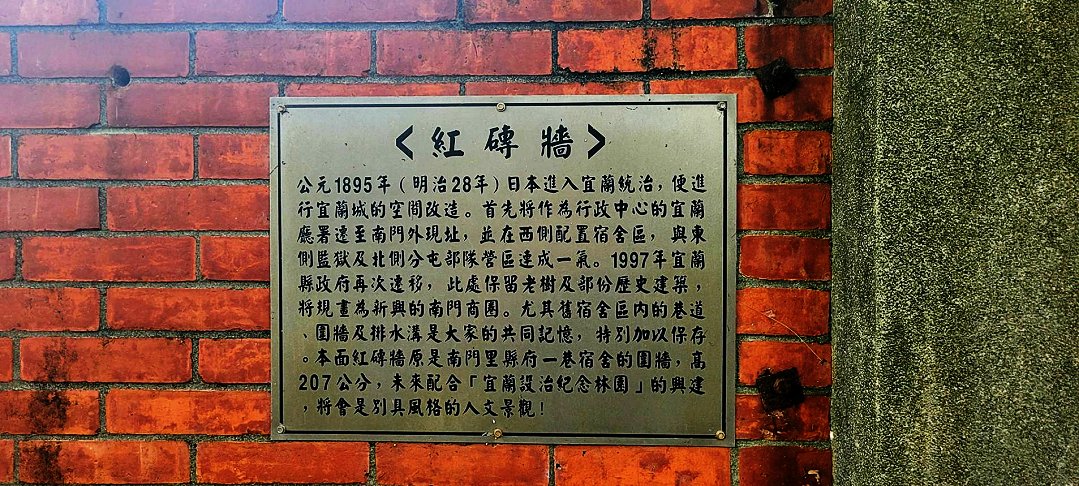 <紅磚牆>
公元1895年(明治28年)日本進入宜蘭統治,便進
行宜蘭城的空間改造。首先將作為行政中心的宜蘭
廳署遷至南門外現址,並在西側配置宿舍區,與東
側監獄及北側分屯部隊營區連成一氣。1997年宜蘭
縣政府再次遷移,此處保留老樹及部份歷史建築,
將規畫為新興的南門商圈。尤其舊宿舍區內的巷道
、圍牆及排水溝是大家的共同記憶,特別加以保存
。本面紅磚牆原是南門里縣府一巷宿舍的圍牆,高
207公分,未來配合「宜蘭設治紀念林園」的興建
,將會是別具風格的人文景觀!